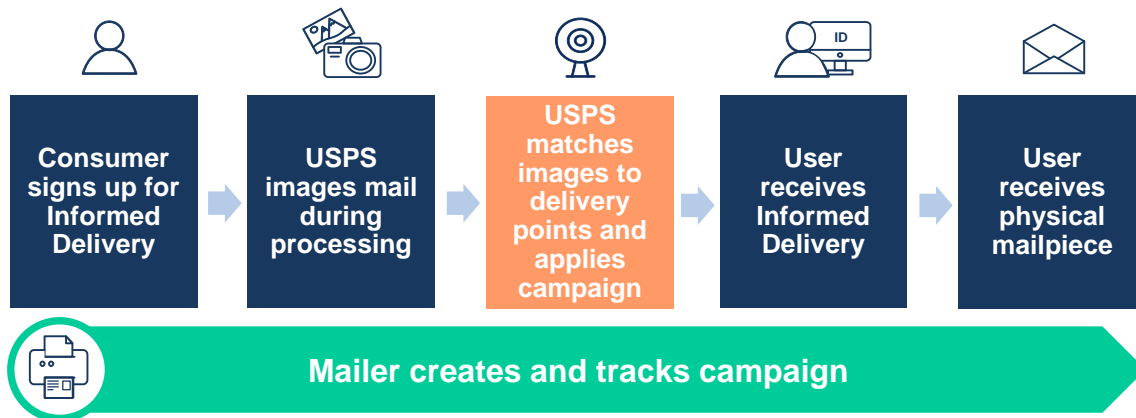 ID
Consumer
signs up for
Informed
Delivery
USPS
images mail
during
processing
USPS
matches
images to
delivery
points and
applies
campaign
User
receives
Informed
Delivery
User
receives
physical
mailpiece
Mailer creates and tracks campaign